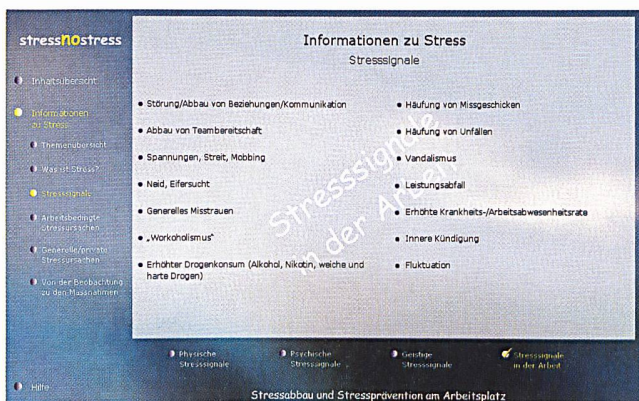 stressnostress
Informationen zu Stress
Stresssignale
Inhaltsübersicht
Informationen
zu Stress
Themenübersicht
Was ist Stress?
Stresssignale
Arbeitsbedingte
Stressursachen
Generelle/private
Stressursachen
Von der Beobachtung
zu den Massnahmen
Hilfe
• Störung/Abbau von Beziehungen/Kommunikation
• Abbau von Teambereitschaft
• Spannungen, Streit, Mobbing
• Neid, Eifersucht
• Generelles Misstrauen
• „Workoholismus“
• Erhöhter Drogenkonsum (Alkohol, Nikotin, weiche und
harte Drogen)
• Häufung von Missgeschicken
• Häufung von Unfällen
• Vandalismus
• Leistungsabfall
• Erhöhte Krankheits-/Arbeitsabwesenheitsrate
• Innere Kündigung
• Fluktuation
Stresssignale
in der Arbeit
Physische
Stresssignale
Psychische
Stresssignale
Geistige
Stresssignale
Stresssignale
in der Arbeit
Stressabbau und Stressprävention am Arbeitsplatz